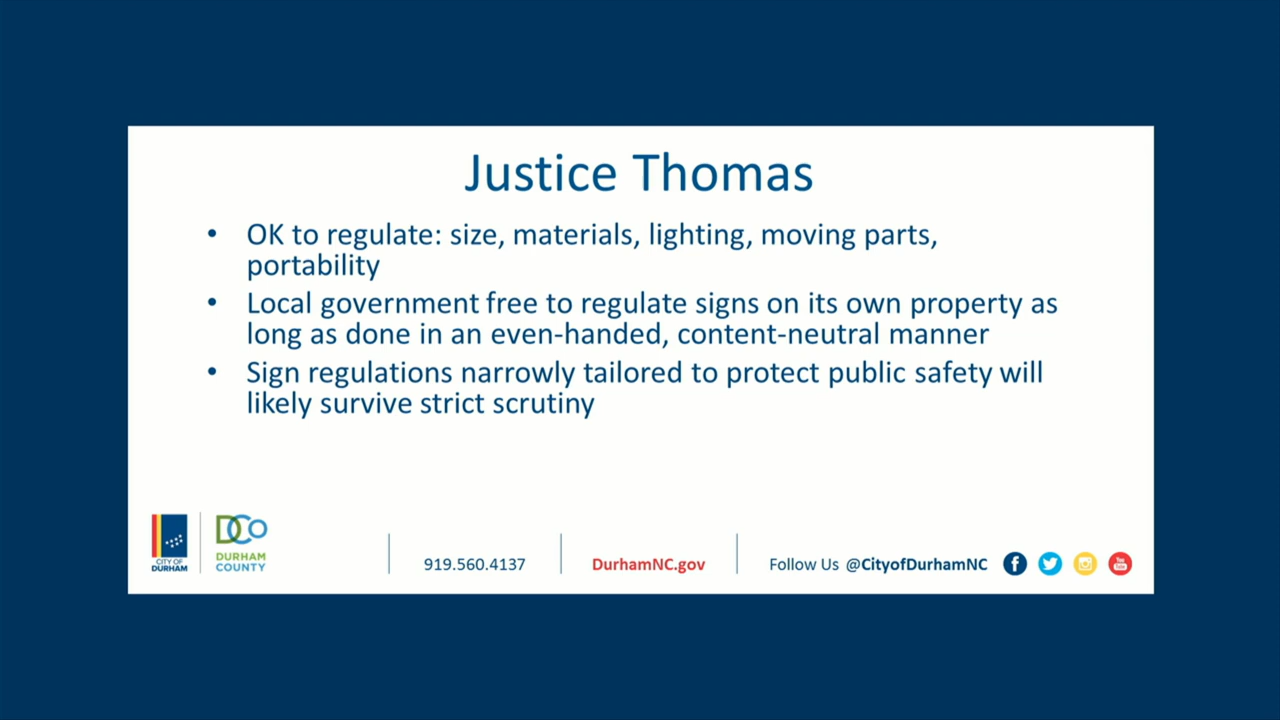 Justice Thomas
• OK to regulate: size, materials, lighting, moving parts,
portability
• Local government free to regulate signs on its own property as
long as done in an even-handed, content-neutral manner
• Sign regulations narrowly tailored to protect public safety will
likely survive strict scrutiny
CITY OF
DURHAM
DCo
DURHAM
COUNTY
919.560.4137
DurhamNC.gov
Follow Us @CityofDurhamNC